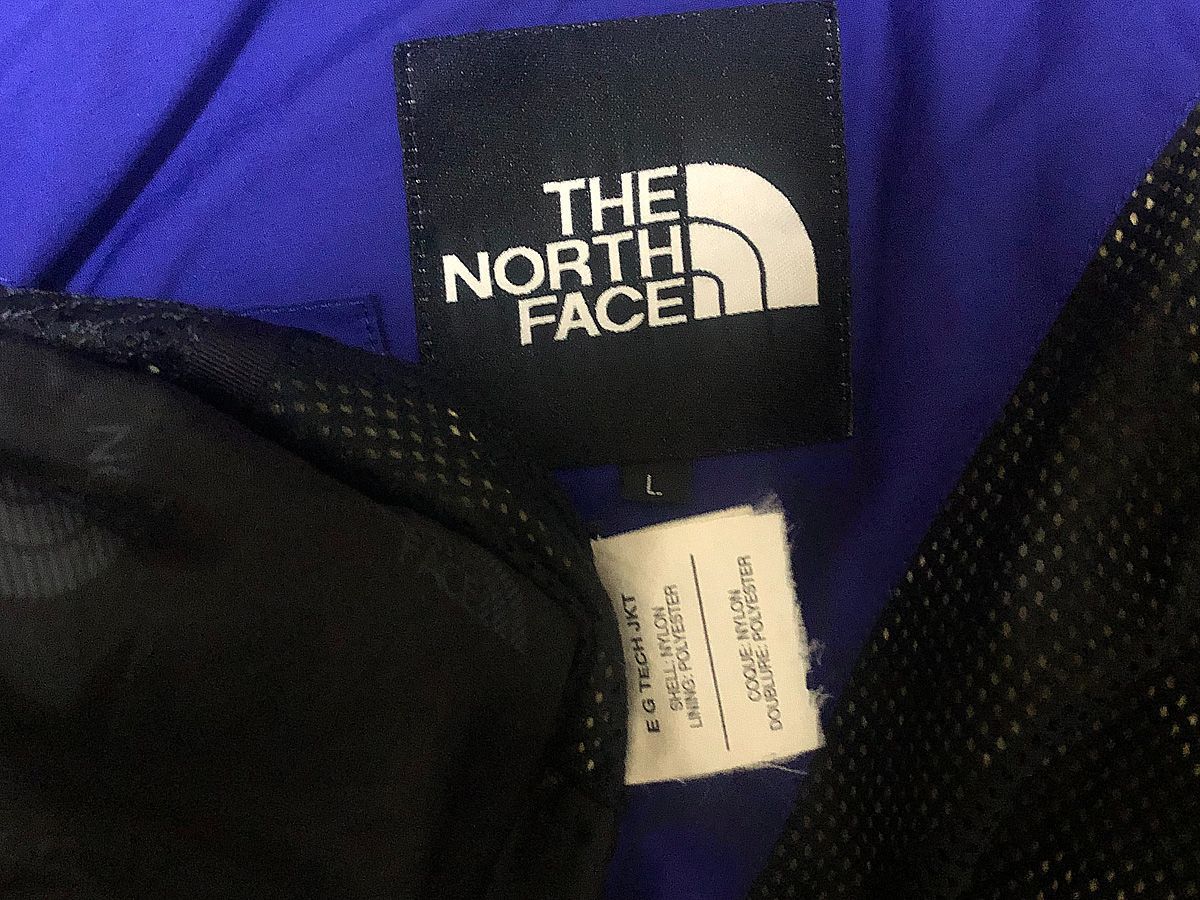 THE
NORTH
FACE
L
E G TECH JKT
SHELL: NYLON
LINING: POLYESTER
COQUE: NYLON
DOUBLURE: POLYESTER